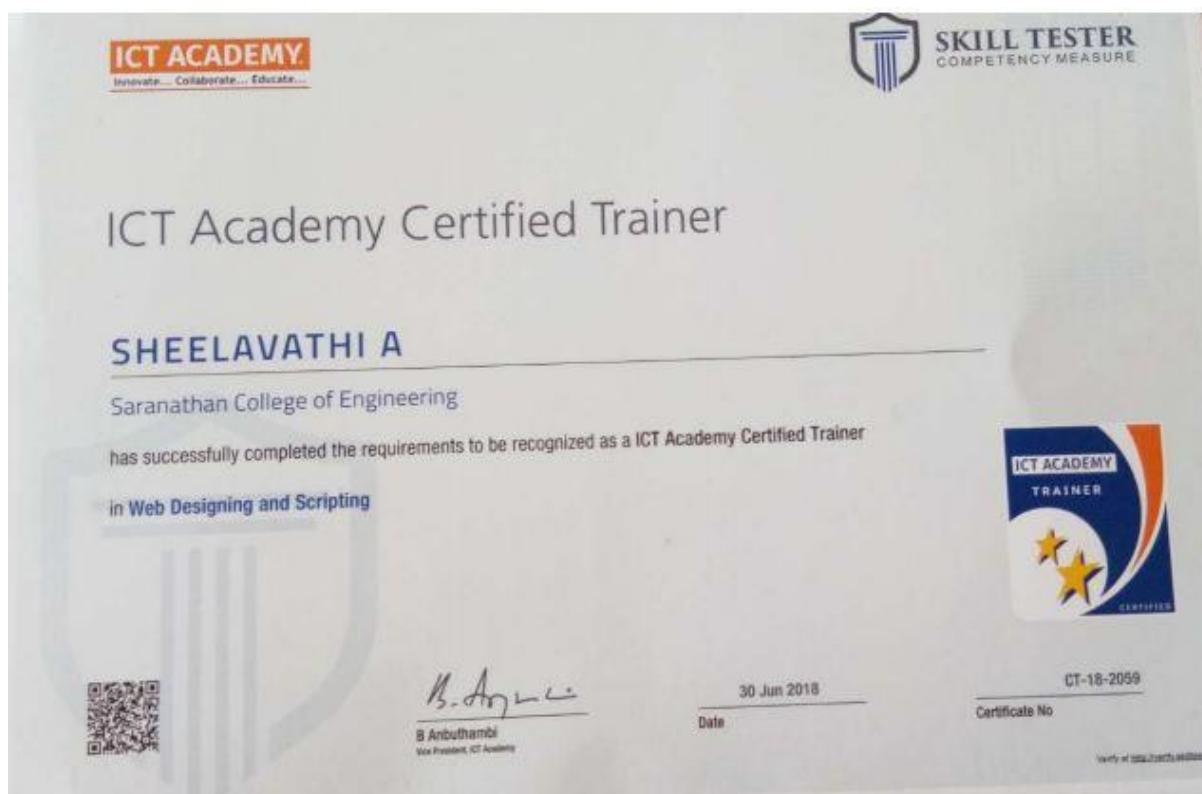 ICT ACADEMY
Innovate... Collaborate... Educate...
SKILL TESTER
COMPETENCY MEASURE
ICT Academy Certified Trainer
SHEELAVATHI A
Saranathan College of Engineering
has successfully completed the requirements to be recognized as a ICT Academy Certified Trainer
in Web Designing and Scripting
ICT ACADEMY
TRAINER
CERTIFIED
B Anbuthambi
Vice President, ICT Academy
30 Jun 2018
Date
CT-18-2059
Certificate No
Verify at